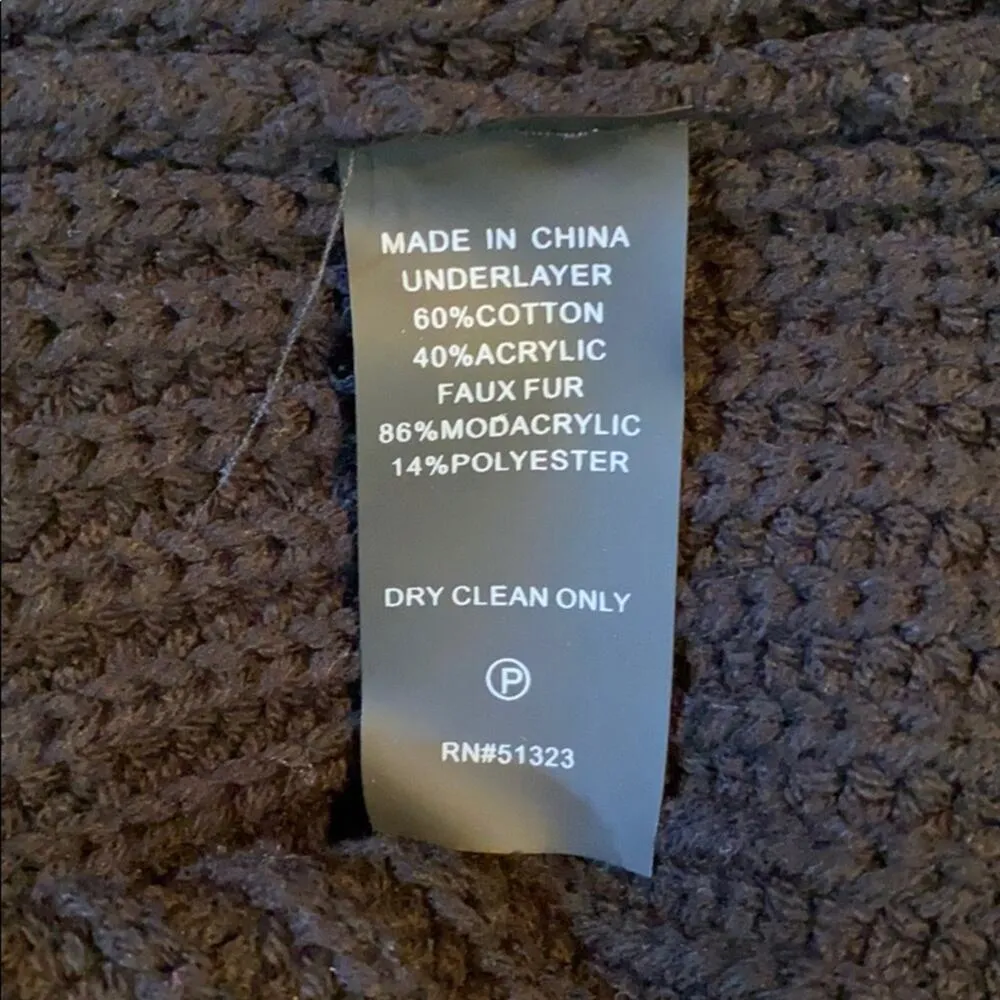 MADE IN CHINA
UNDERLAYER
60%COTTON
40%ACRYLIC
FAUX FUR
86%MODACRYLIC
14%POLYESTER
DRY CLEAN ONLY
P
RN#51323